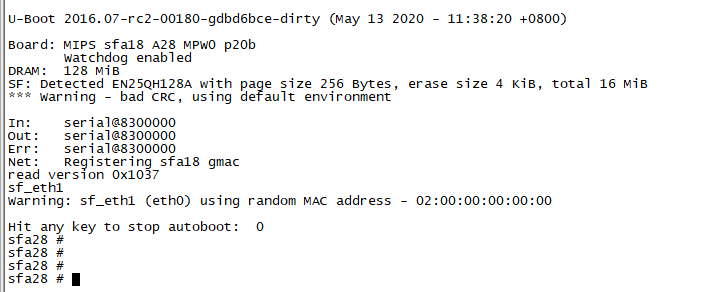 U-Boot 2016.07-rc2-00180-gdbd6bce-dirty (May 13 2020 - 11:38:20 +0800)
Board: MIPS sfa18 A28 MPW0 p20b
Watchdog enabled
DRAM:  128 MiB
SF: Detected EN25QH128A with page size 256 Bytes, erase size 4 KiB, total 16 MiB
*** Warning - bad CRC, using default environment
In:    serial@8300000
Out:   serial@8300000
Err:   serial@8300000
Net:   Registering sfa18 gmac
read version 0x1037
sf_eth1
Warning: sf_eth1 (eth0) using random MAC address - 02:00:00:00:00:00
Hit any key to stop autoboot:  0
sfa28 #
sfa28 #
sfa28 #
sfa28 #